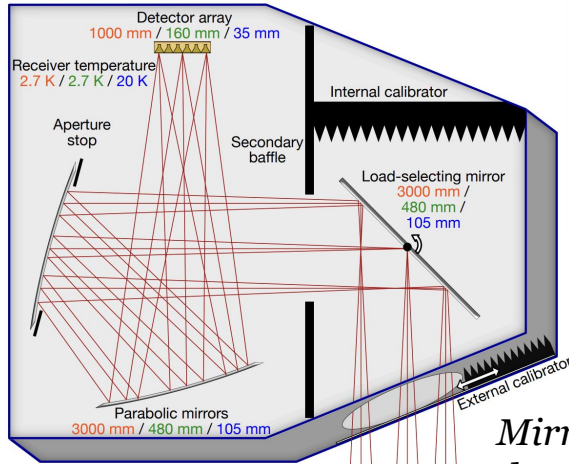 Detector array
1000 mm / 160 mm / 35 mm
Receiver temperature
2.7 K / 2.7 K / 20 K
Internal calibrator
Aperture
stop
Secondary
baffle
Load-selecting mirror
3000 mm /
480 mm /
105 mm
External calibrator
Parabolic mirrors
3000 mm / 480 mm / 105 mm
Mirr